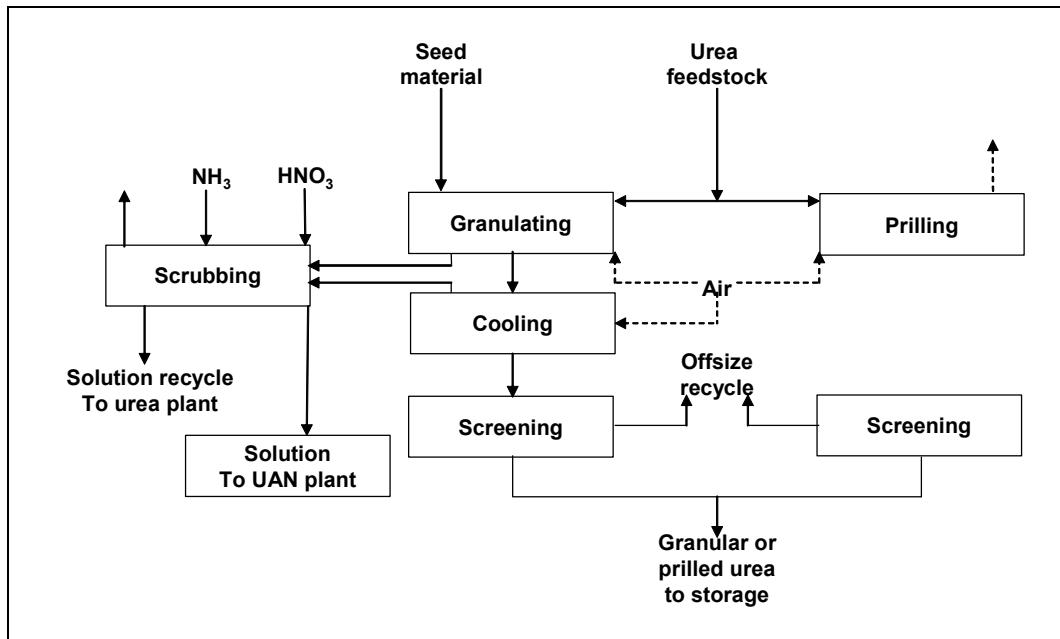 Seed
material
Urea
feedstock
NH₃
HNO₃
Granulating
Prilling
Scrubbing
Air
Cooling
Solution recycle
To urea plant
Offsize
recycle
Screening
Screening
Solution
To UAN plant
Granular or
prilled urea
to storage